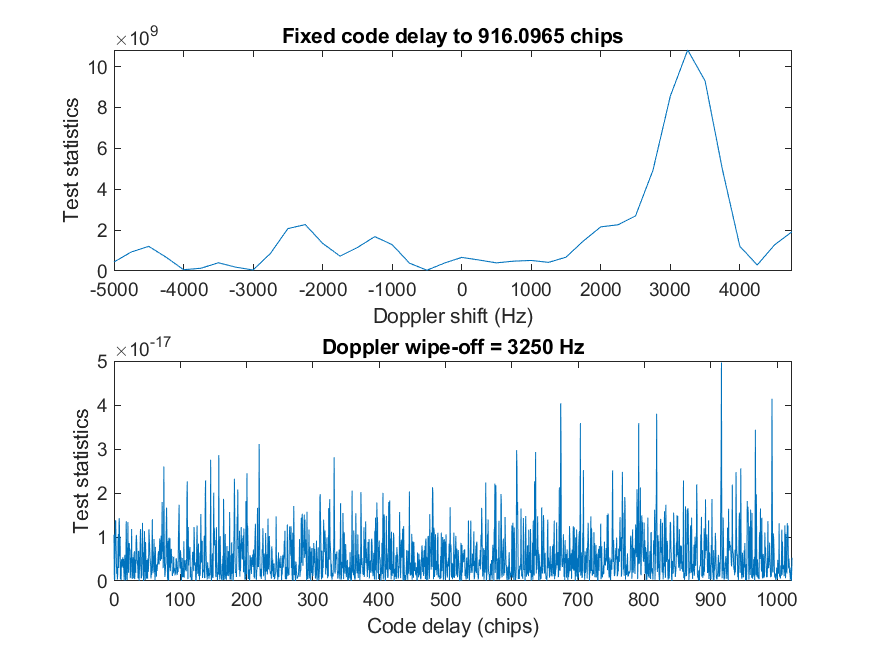 ×10⁹
Fixed code delay to 916.0965 chips
10
8
6
4
2
0
Test statistics
-5000 -4000 -3000 -2000 -1000 0 1000 2000 3000 4000
Doppler shift (Hz)
×10⁻¹⁷
Doppler wipe-off = 3250 Hz
5
4
3
2
1
0
Test statistics
0 100 200 300 400 500 600 700 800 900 1000
Code delay (chips)